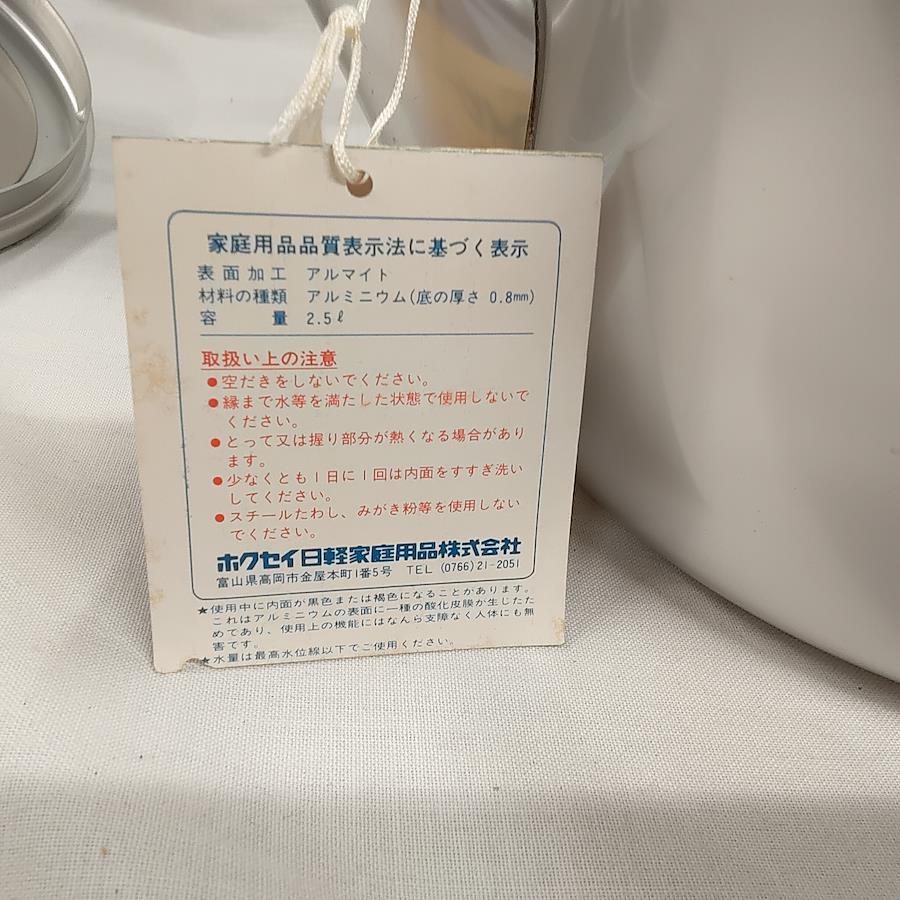 家庭用品品質表示法に基づく表示
表面加工 アルマイト
材料の種類 アルミニウム(底の厚さ 0.8mm)
容量 2.5ℓ
取扱い上の注意
●空だきをしないでください。
●縁まで水等を満たした状態で使用しないで
ください。
●とって又は握り部分が熱くなる場合があり
ます。
●少なくとも1日に1回は内面をすすぎ洗い
してください。
●スチールたわし、みがき粉等を使用しない
でください。
ホクセイ日軽家庭用品株式会社
富山県高岡市金屋本町1番5号 TEL (0766)21-2051
★使用中に内面が黒色または褐色になることがあります。
これはアルミニウムの表面に一種の酸化皮膜が生じたた
めであり、使用上の機能にはなんら支障なく人体にも無
害です。
★水量は最高水位線以下でご使用ください。